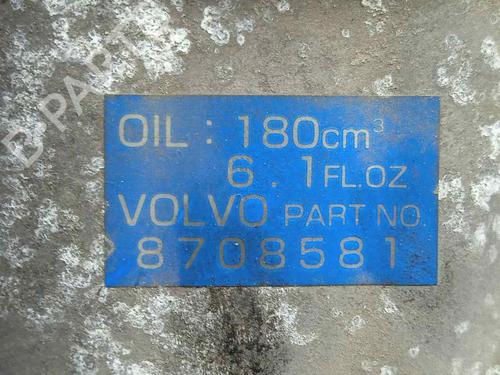 B-PARTS
OIL : 180cm³
6.1FL.OZ
VOLVO PART NO.
8708581